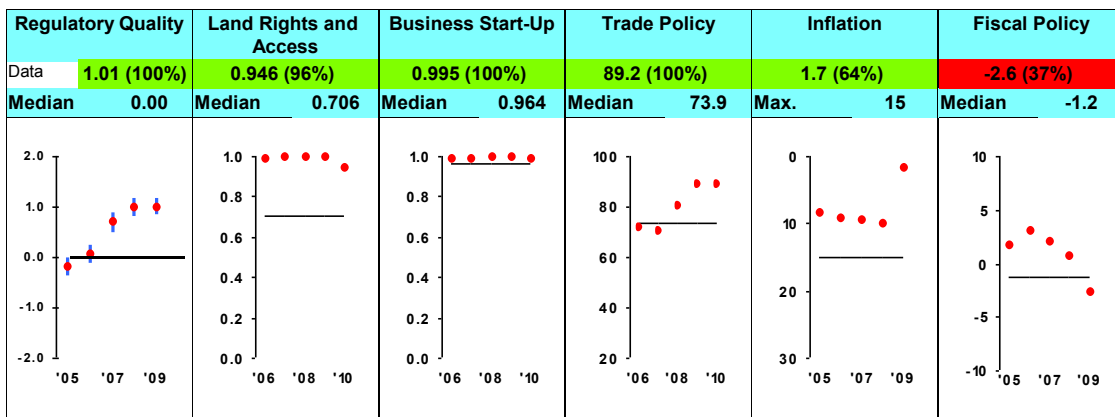 Regulatory Quality
Land Rights and
Access
Business Start-Up
Trade Policy
Inflation
Fiscal Policy
Data 1.01 (100%)
0.946 (96%)
0.995 (100%)
89.2 (100%)
1.7 (64%)
-2.6 (37%)
Median 0.00
Median 0.706
Median 0.964
Median 73.9
Max. 15
Median -1.2
2.0
1.0
0.0
-1.0
-2.0
'05 '07 '09
1.0
0.8
0.6
0.4
0.2
0.0
'06 '08 '10
1.0
0.8
0.6
0.4
0.2
0.0
'06 '08 '10
100
80
60
40
20
'06 '08 '10
0
10
20
30
'05 '07 '09
10
5
0
-5
-10
'05 '07 '09